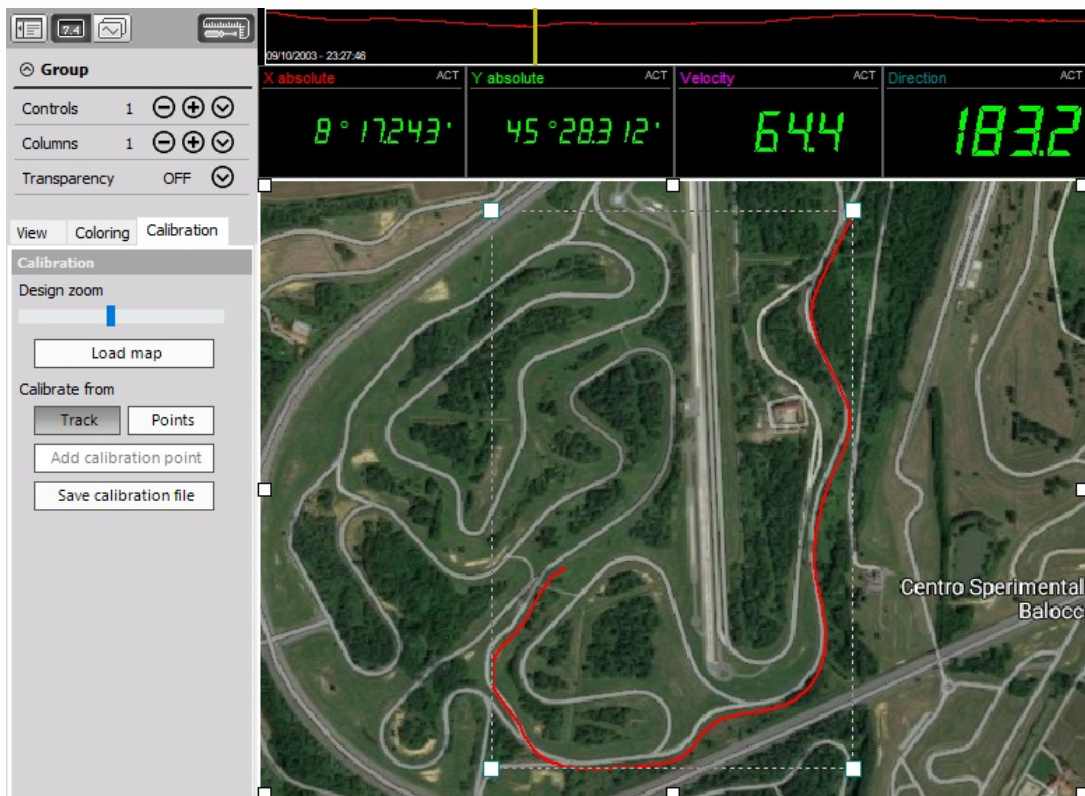 7.4
Group
Controls 1
Columns 1
Transparency OFF
View Coloring Calibration
Calibration
Design zoom
Load map
Calibrate from
Track Points
Add calibration point
Save calibration file
09/10/2003 - 23:27:46
X absolute ACT Y absolute ACT Velocity ACT Direction ACT
8 ° 17.243' 45 °28.312' 64.4 183.2
Centro Sperimental
Balocc